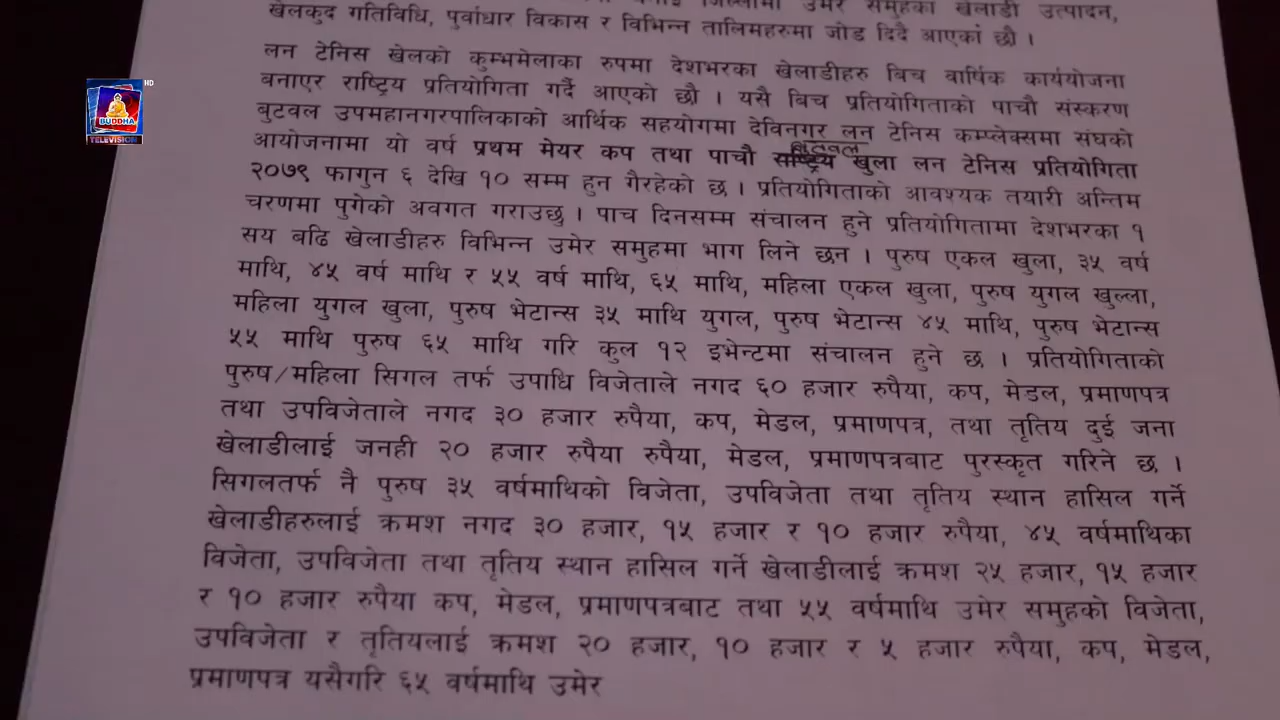 जिल्लामा उमेर समुहका खेलाडी उत्पादन,
खेलकुद गतिविधि, पुर्वाधार विकास र विभिन्न तालिमहरुमा जोड दिदै आएका छौ ।
लन टेनिस खेलको कुम्भमेलाका रुपमा देशभरका खेलाडीहरु बिच वार्षिक कार्ययोजना
बनाएर राष्ट्रिय प्रतियोगिता गर्दै आएको छौ । यसै बिच प्रतियोगिताको पाचौ संस्करण
बुटवल उपमहानगरपालिकाको आर्थिक सहयोगमा देविनगर लन टेनिस कम्प्लेक्समा संघको
बुटवल
आयोजनामा यो वर्ष प्रथम मेयर कप तथा पाचौ राष्ट्रिय खुला लन टेनिस प्रतियोगिता
२०७९ फागुन ६ देखि १० सम्म हुन गैरहेको छ । प्रतियोगिताको आवश्यक तयारी अन्तिम
चरणमा पुगेको अवगत गराउछु । पाच दिनसम्म संचालन हुने प्रतियोगितामा देशभरका १
सय बढि खेलाडीहरु विभिन्न उमेर समुहमा भाग लिने छन । पुरुष एकल खुला, ३५ वर्ष
माथि, ४५ वर्ष माथि र ५५ वर्ष माथि, ६५ माथि, महिला एकल खुला, पुरुष युगल खुल्ला,
महिला युगल खुला, पुरुष भेटान्स ३५ माथि युगल, पुरुष भेटान्स ४५ माथि, पुरुष भेटान्स
५५ माथि पुरुष ६५ माथि गरि कुल १२ इभेन्टमा संचालन हुने छ । प्रतियोगिताको
पुरुष/महिला सिगल तर्फ उपाधि विजेताले नगद ६० हजार रुपैया, कप, मेडल, प्रमाणपत्र
तथा उपविजेताले नगद ३० हजार रुपैया, कप, मेडल, प्रमाणपत्र, तथा तृतिय दुई जना
खेलाडीलाई जनही २० हजार रुपैया रुपैया, मेडल, प्रमाणपत्रबाट पुरस्कृत गरिने छ ।
सिगलतर्फ नै पुरुष ३५ वर्षमाथिको विजेता, उपविजेता तथा तृतिय स्थान हासिल गर्ने
खेलाडीहरुलाई क्रमश नगद ३० हजार, १५ हजार र १० हजार रुपैया, ४५ वर्षमाथिका
विजेता, उपविजेता तथा तृतिय स्थान हासिल गर्ने खेलाडीलाई क्रमश २५ हजार, १५ हजार
र १० हजार रुपैया कप, मेडल, प्रमाणपत्रबाट तथा ५५ वर्षमाथि उमेर समुहको विजेता,
उपविजेता र तृतियलाई क्रमश २० हजार, १० हजार र ५ हजार रुपैया, कप, मेडल,
प्रमाणपत्र यसैगरि ६५ वर्षमाथि उमेर
HD
BUDDHA
TELEVISION